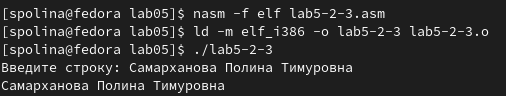 [spolina@fedora lab05]$ nasm -f elf lab5-2-3.asm
[spolina@fedora lab05]$ ld -m elf_i386 -o lab5-2-3 lab5-2-3.o
[spolina@fedora lab05]$ ./lab5-2-3
Введите строку: Самарханова Полина Тимуровна
Самарханова Полина Тимуровна